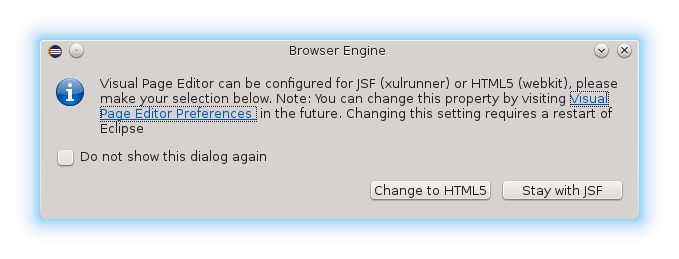 Browser Engine
Visual Page Editor can be configured for JSF (xulrunner) or HTML5 (webkit), please
make your selection below. Note: You can change this property by visiting Visual
Page Editor Preferences in the future. Changing this setting requires a restart of
Eclipse
Do not show this dialog again
Change to HTML5 Stay with JSF